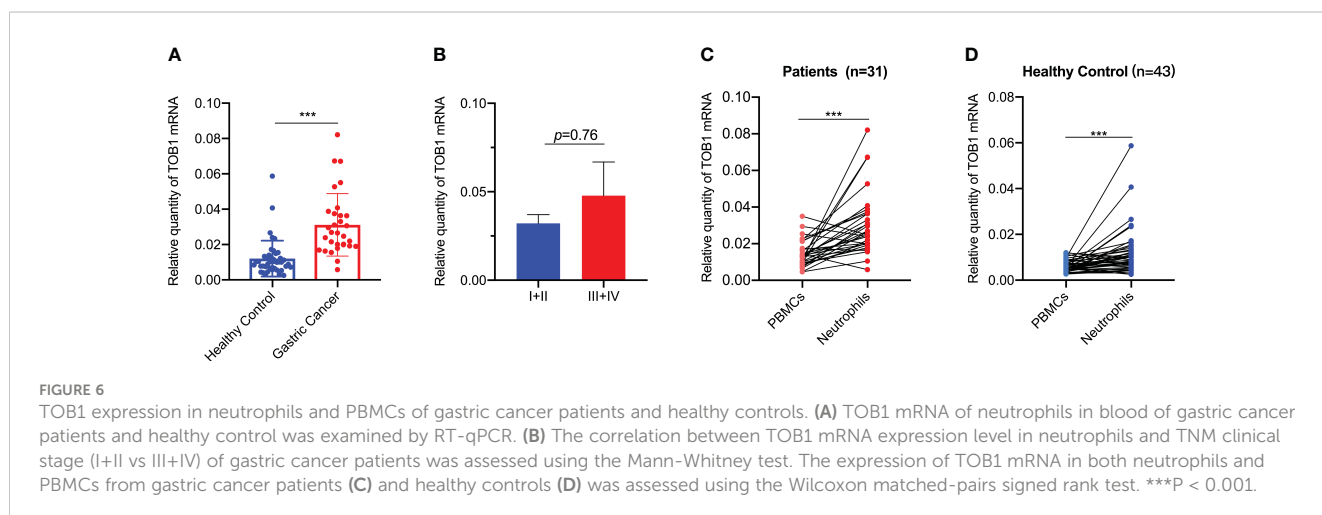 A
Relative quantity of TOB1 mRNA
0.10
0.08
0.06
0.04
0.02
0.00
***
Healthy Control
Gastric Cancer
B
Relative quantity of TOB1 mRNA
0.10
0.05
0.00
p=0.76
I+II
III+IV
C
Patients (n=31)
Relative quantity of TOB1 mRNA
0.10
0.08
0.06
0.04
0.02
0.00
***
PBMCs
Neutrophils
D
Healthy Control (n=43)
Relative quantity of TOB1 mRNA
0.08
0.06
0.04
0.02
0.00
***
PBMCs
Neutrophils
FIGURE 6
TOB1 expression in neutrophils and PBMCs of gastric cancer patients and healthy controls. (A) TOB1 mRNA of neutrophils in blood of gastric cancer
patients and healthy control was examined by RT-qPCR. (B) The correlation between TOB1 mRNA expression level in neutrophils and TNM clinical
stage (I+II vs III+IV) of gastric cancer patients was assessed using the Mann-Whitney test. The expression of TOB1 mRNA in both neutrophils and
PBMCs from gastric cancer patients (C) and healthy controls (D) was assessed using the Wilcoxon matched-pairs signed rank test. ***P < 0.001.